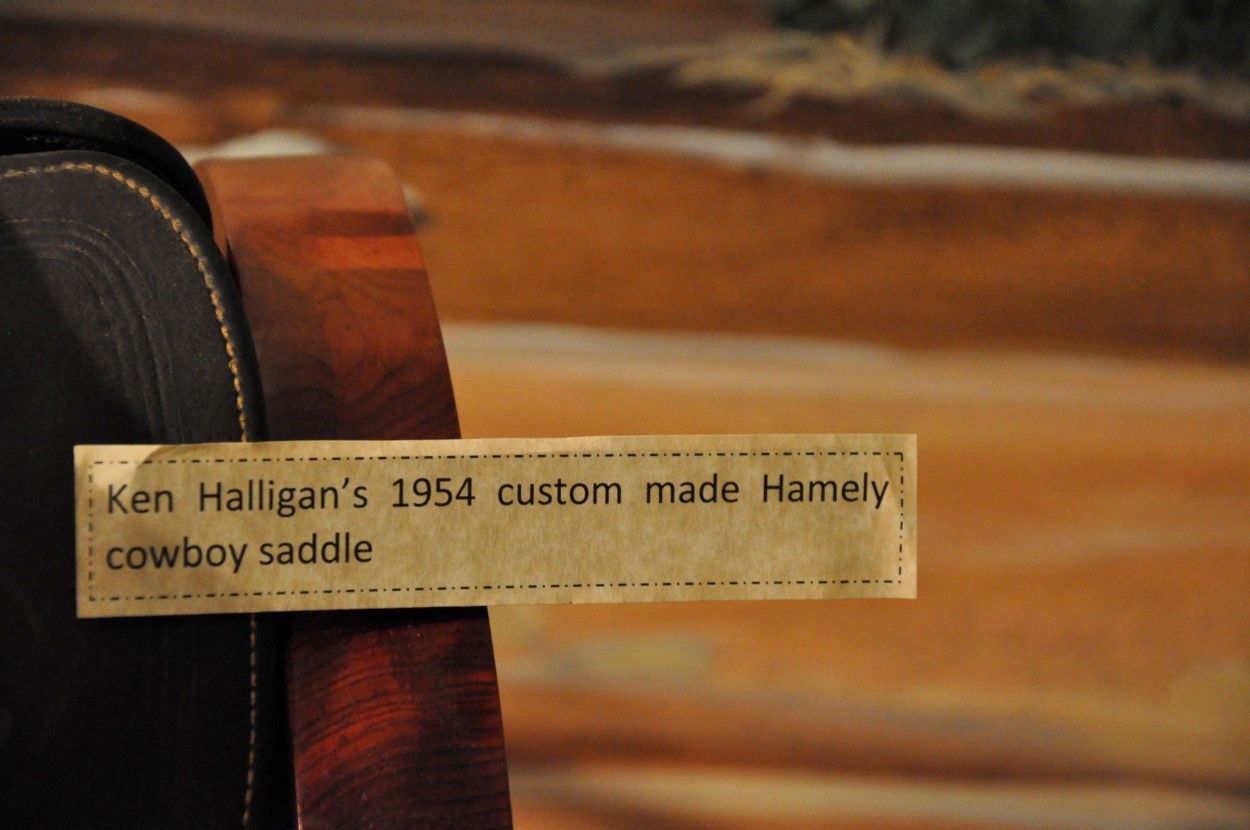 Ken Halligan’s 1954 custom made Hamely
cowboy saddle